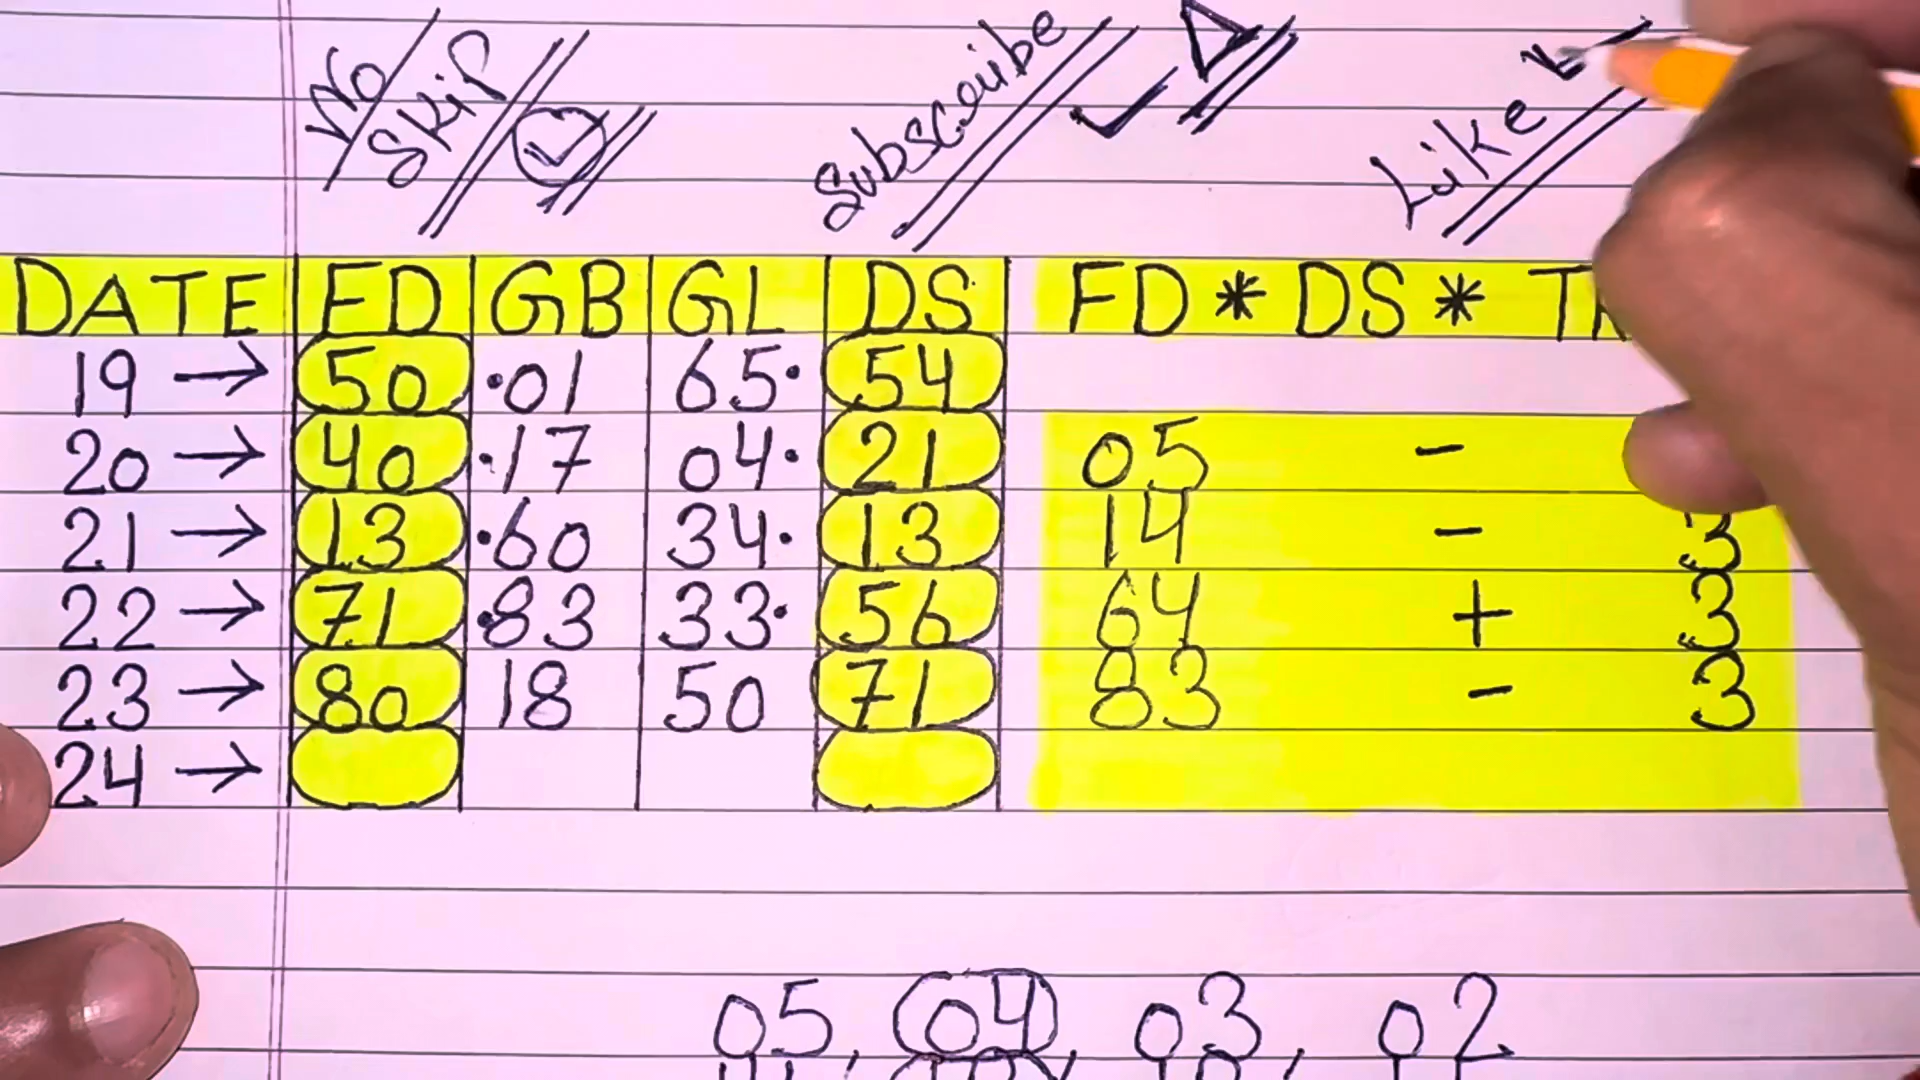 No
Skip
Subscribe
Like
DATE FD GB GL DS FD * DS *
19 → 50 .01 65. 54
20 → 40 .17 04. 21 05 -
21 → 13 .60 34. 13 14 - 3
22 → 71 .83 33. 56 64 + 3
23 → 80 18 50 71 83 - 3
24 →
05, 04, 03, 02